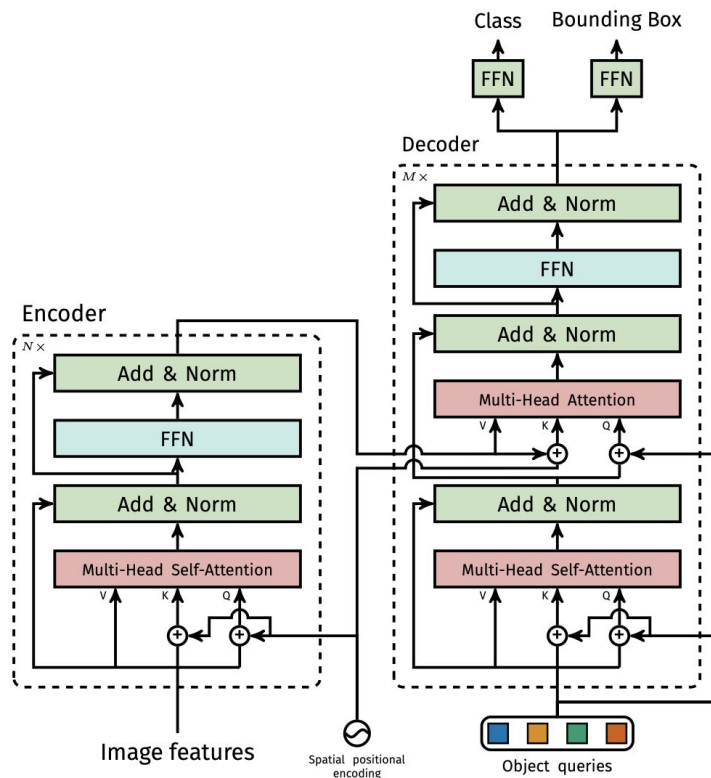 Class
Bounding Box
FFN
FFN
Decoder
M×
Add & Norm
FFN
Add & Norm
Multi-Head Attention
V
K
Q
Add & Norm
Multi-Head Self-Attention
V
K
Q
Object queries
Encoder
N×
Add & Norm
FFN
Add & Norm
Multi-Head Self-Attention
V
K
Q
Image features
Spatial positional
encoding